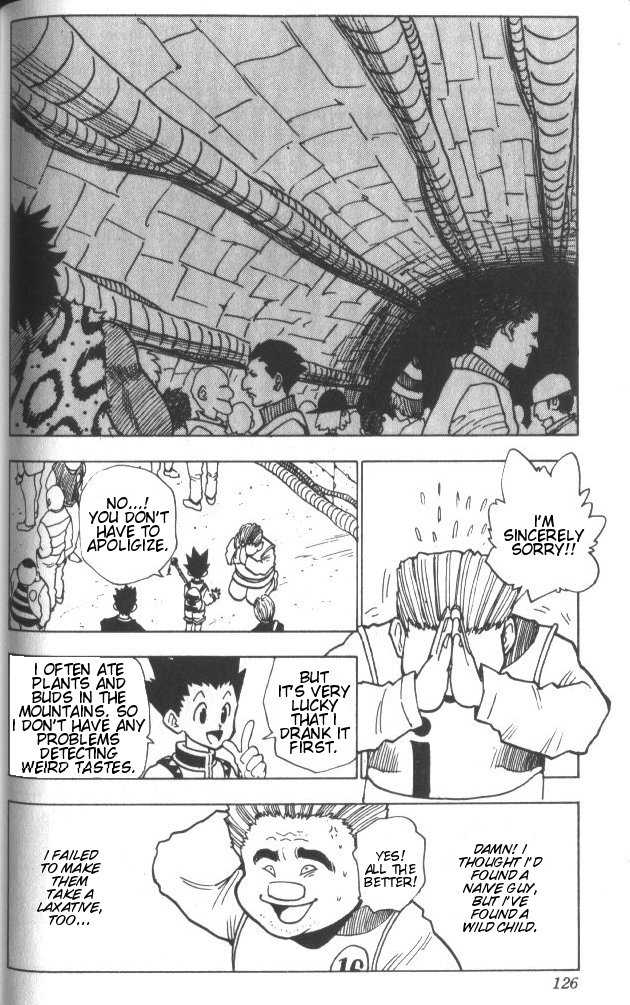 I'M
SINCERELY
SORRY!!
NO...!
YOU DON'T
HAVE TO
APOLIGIZE.
BUT
IT'S VERY
LUCKY
THAT I
DRANK IT
FIRST.
I OFTEN ATE
PLANTS AND
BUDS IN THE
MOUNTAINS. SO
I DON'T HAVE ANY
PROBLEMS
DETECTING
WEIRD TASTES.
DAMN! I
THOUGHT I'D
FOUND A
NAIVE GUY,
BUT I'VE
FOUND A
WILD CHILD.
YES!
ALL THE
BETTER!
I FAILED
TO MAKE
THEM
TAKE A
LAXATIVE,
TOO...
16
126